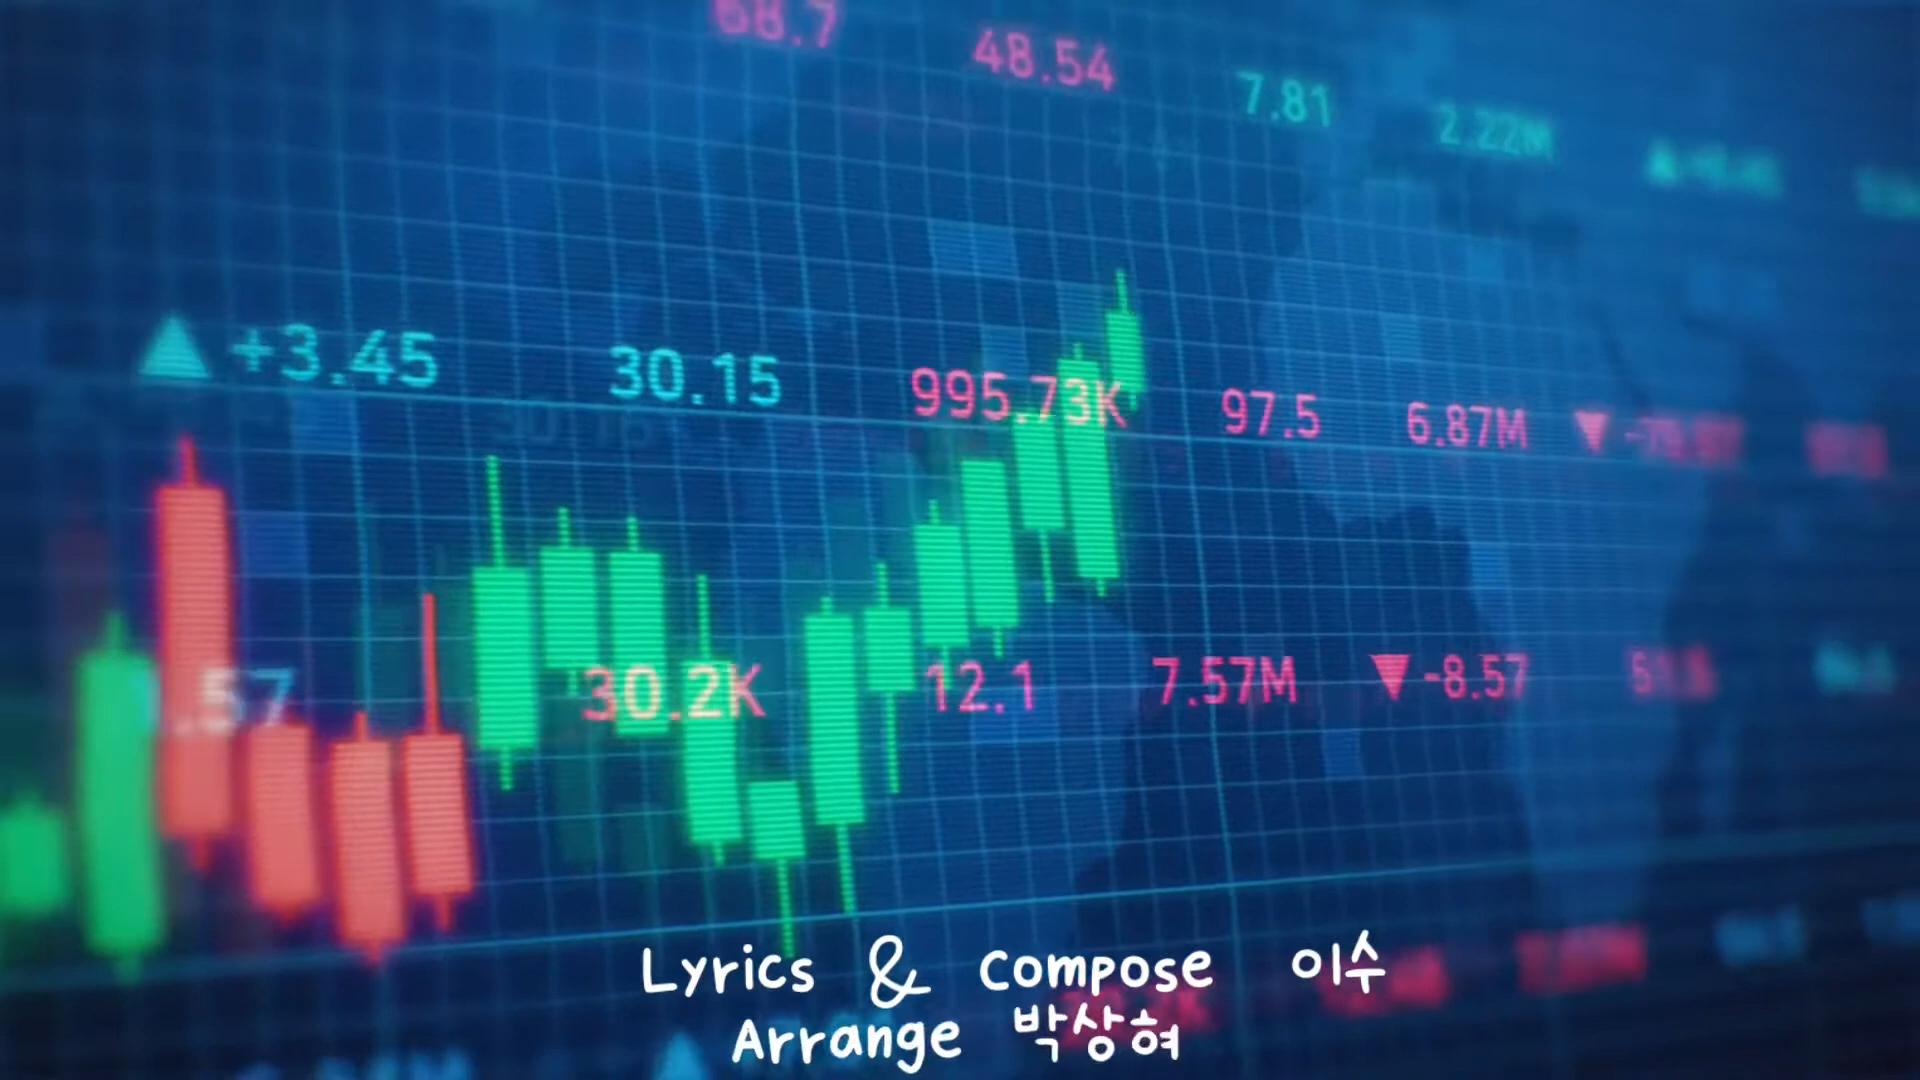 68.7 48.54 7.81 2.22M
▲ +3.45 30.15 995.73K 97.5 6.87M ▼
.57 30.2K 12.1 7.57M ▼ -8.57
Lyrics & Compose 이수
Arrange 박상혀